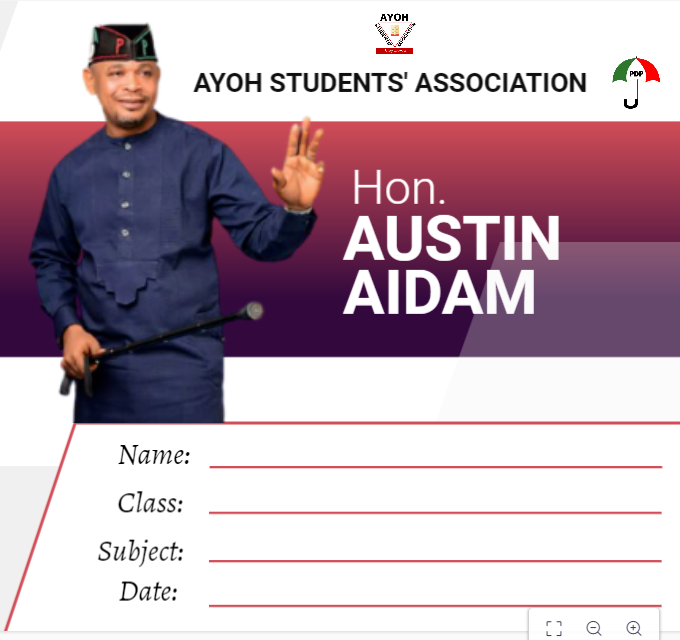 AYOH
AYOH STUDENTS' ASSOCIATION
PDP
P P
Hon.
AUSTIN
AIDAM
Name:
Class:
Subject:
Date: